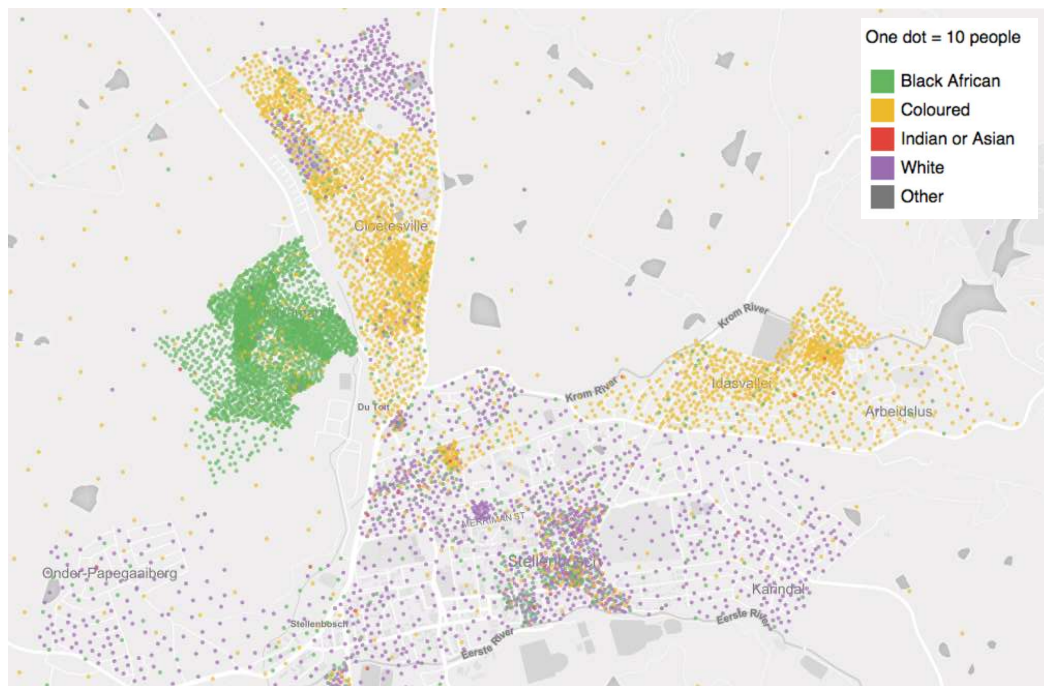 One dot = 10 people
Black African
Coloured
Indian or Asian
White
Other
Cloetesville
Krom River
Krom River
Idasvallei
Arbeidslus
Du Toit
MERRIMAN ST
Stellenbosch
Onder-Papegaaiberg
Karindal
Stellenbosch
Eerste River
Eerste River